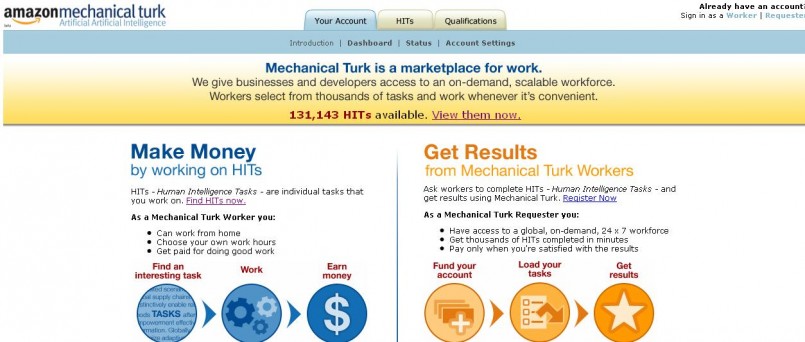 amazonmechanical turk
beta
Artificial Artificial Intelligence
Your Account
HITs
Qualifications
Already have an account
Sign in as a Worker | Requester
Introduction | Dashboard | Status | Account Settings
Mechanical Turk is a marketplace for work.
We give businesses and developers access to an on-demand, scalable workforce.
Workers select from thousands of tasks and work whenever it's convenient.
131,143 HITs available. View them now.
Make Money
by working on HITs
HITs - Human Intelligence Tasks - are individual tasks that
you work on. Find HITs now.
As a Mechanical Turk Worker you:
Can work from home
Choose your own work hours
Get paid for doing good work
Find an
interesting task
Work
Earn
money
TASKS
$
Get Results
from Mechanical Turk Workers
Ask workers to complete HITs - Human Intelligence Tasks - and
get results using Mechanical Turk. Register Now
As a Mechanical Turk Requester you:
Have access to a global, on-demand, 24 x 7 workforce
Get thousands of HITs completed in minutes
Pay only when you're satisfied with the results
Fund your
account
Load your
tasks
Get
results